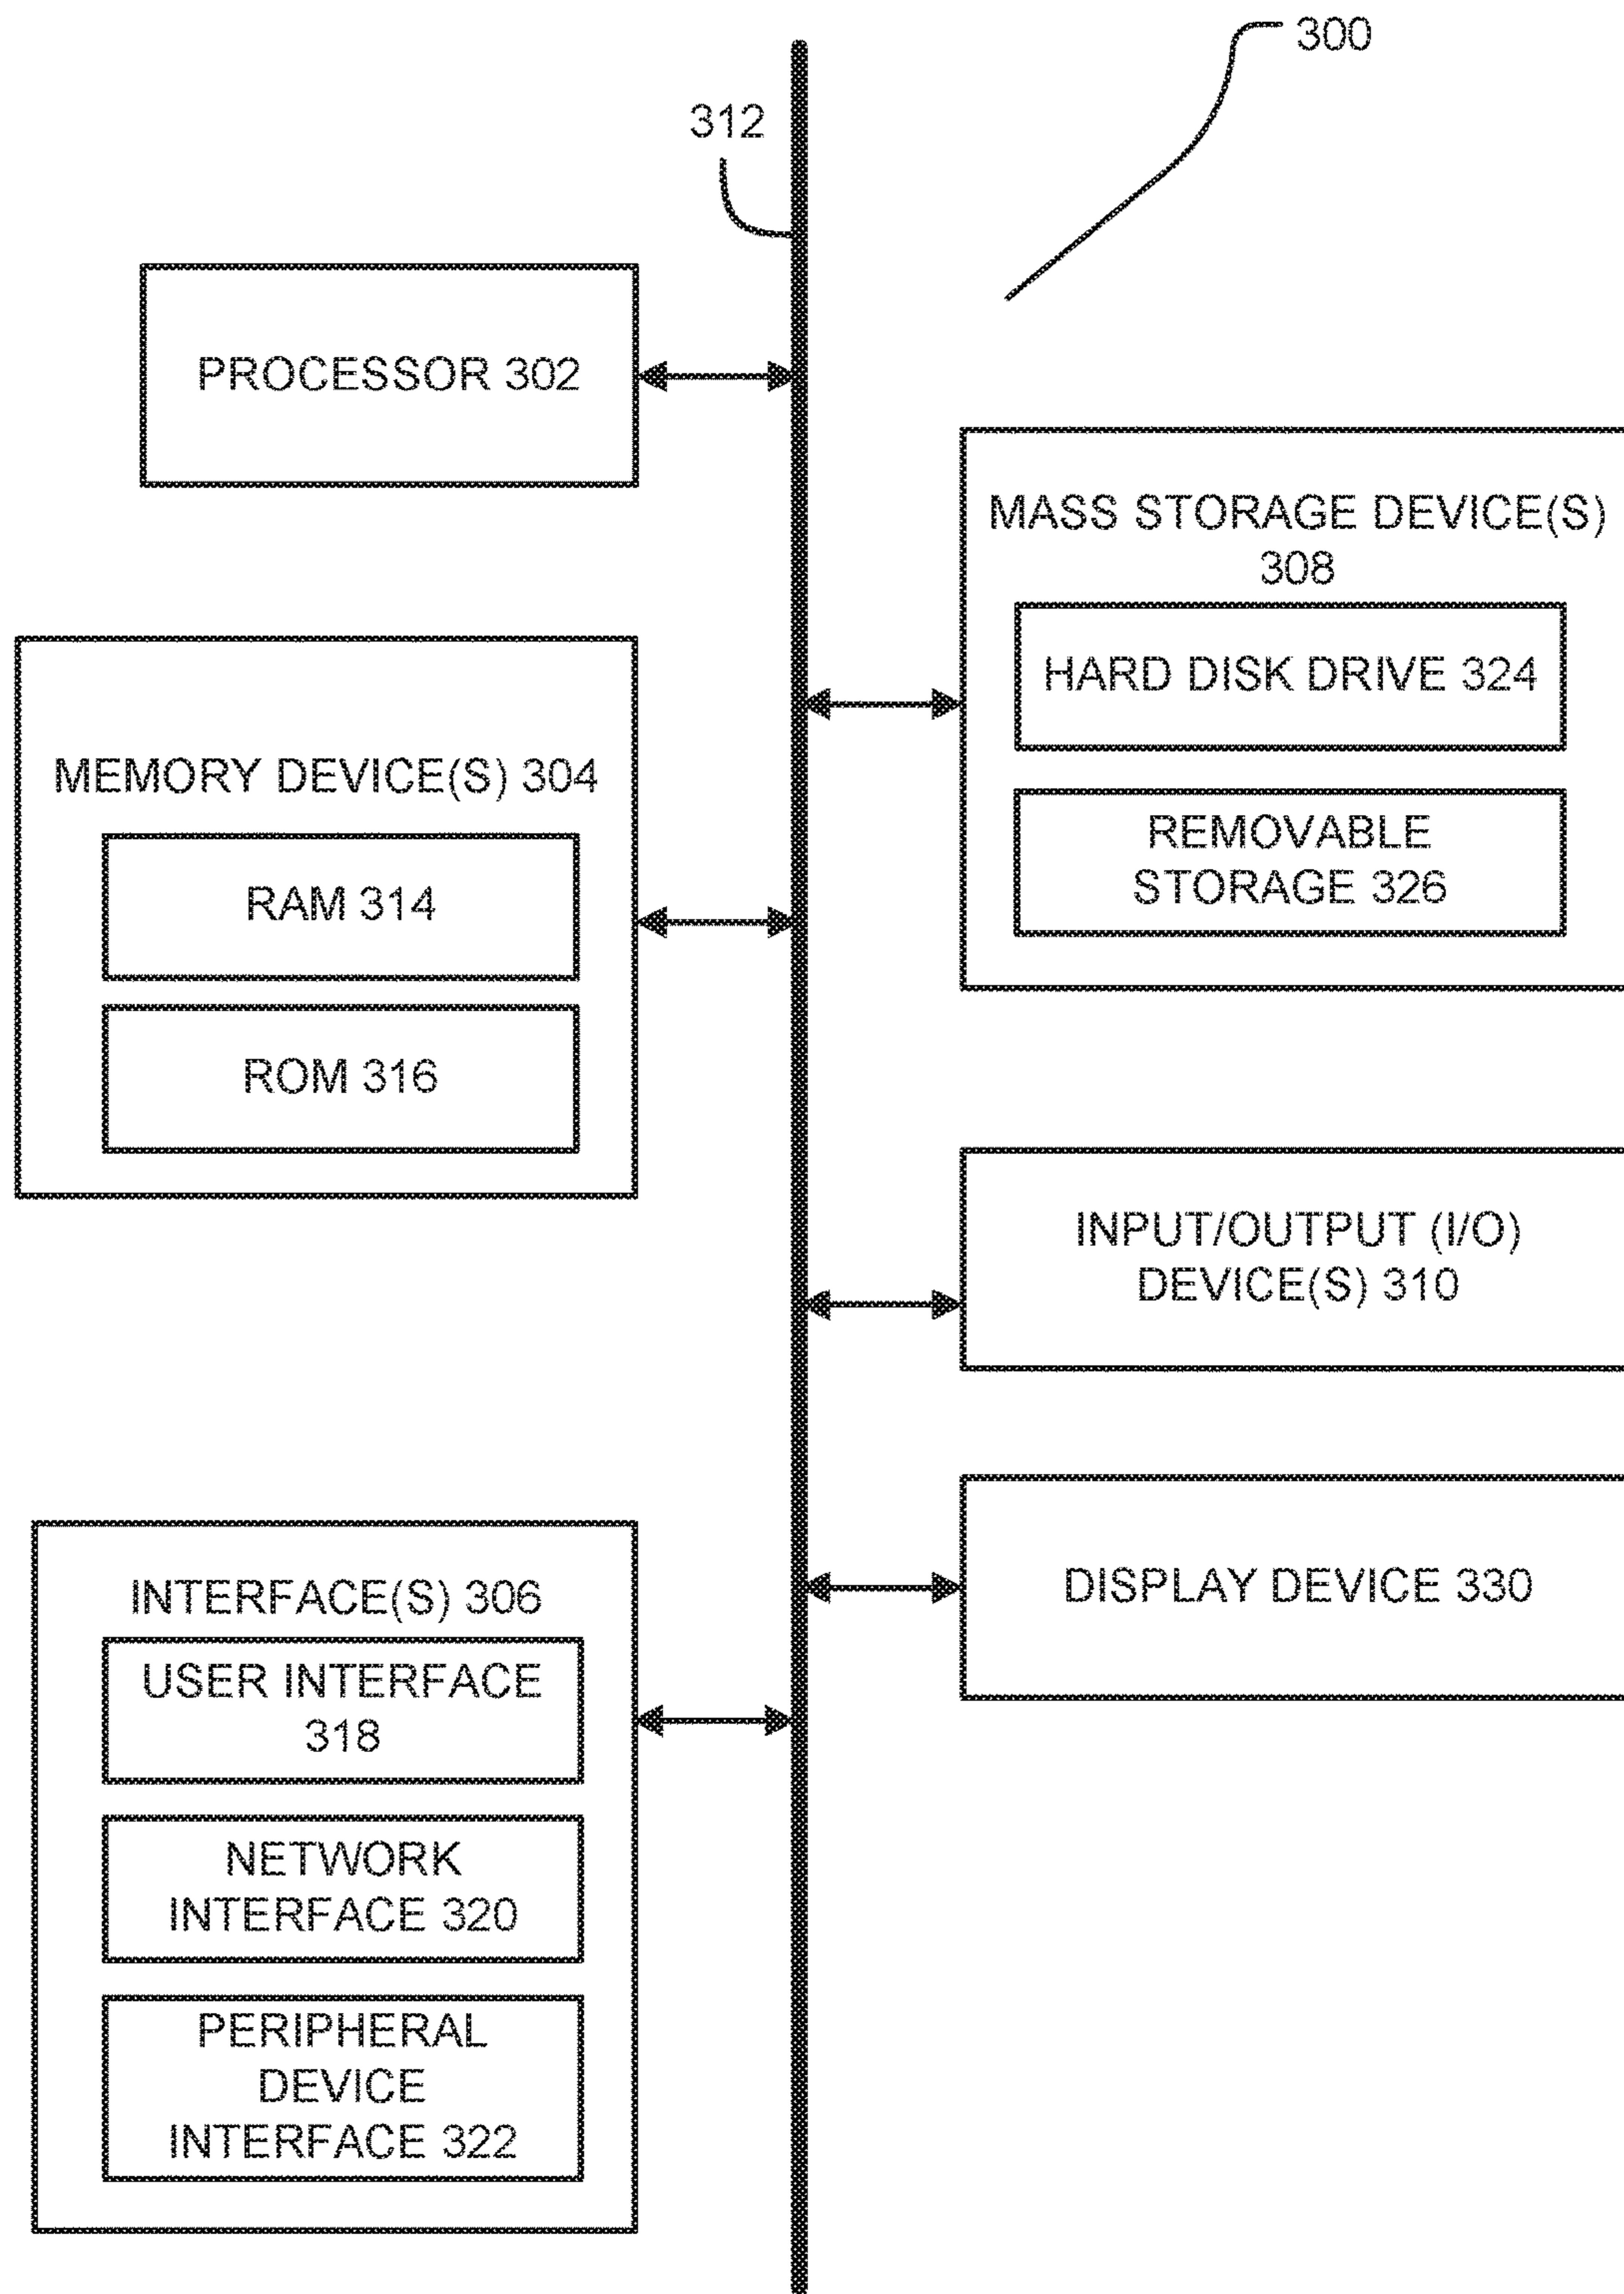 300
312
PROCESSOR 302
MASS STORAGE DEVICE(S)
308
HARD DISK DRIVE 324
REMOVABLE
STORAGE 326
MEMORY DEVICE(S) 304
RAM 314
ROM 316
INPUT/OUTPUT (I/O)
DEVICE(S) 310
DISPLAY DEVICE 330
INTERFACE(S) 306
USER INTERFACE
318
NETWORK
INTERFACE 320
PERIPHERAL
DEVICE
INTERFACE 322